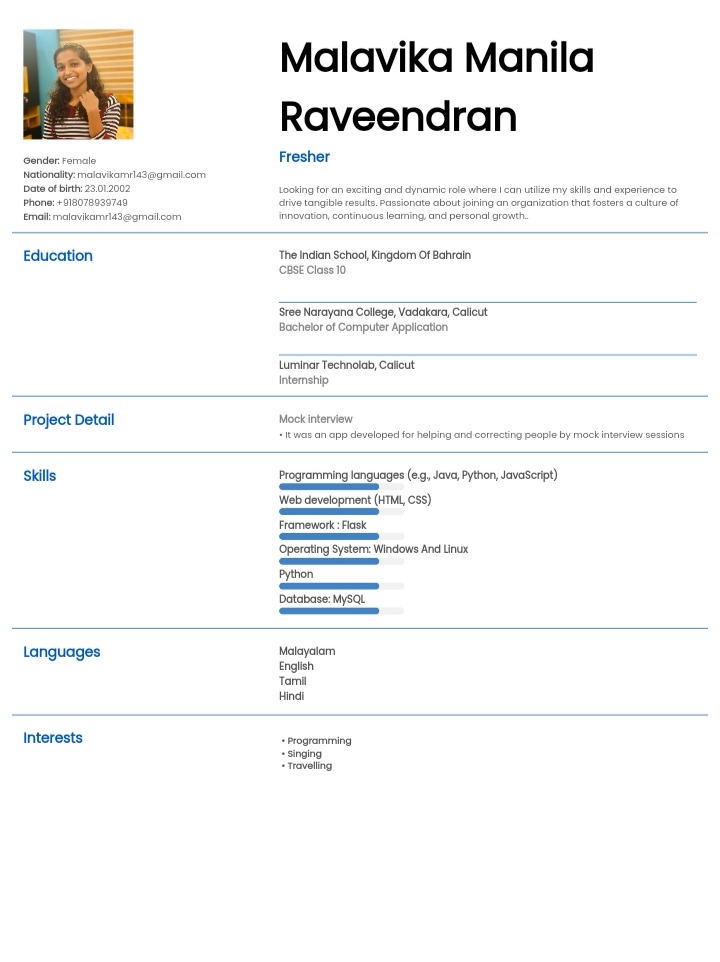 Malavika Manila
Raveendran
Fresher
Gender: Female
Nationality: malavikamr143@gmail.com
Date of birth: 23.01.2002
Phone: +918078939749
Email: malavikamr143@gmail.com
Looking for an exciting and dynamic role where I can utilize my skills and experience to
drive tangible results. Passionate about joining an organization that fosters a culture of
innovation, continuous learning, and personal growth..
Education
The Indian School, Kingdom Of Bahrain
CBSE Class 10
Sree Narayana College, Vadakara, Calicut
Bachelor of Computer Application
Luminar Technolab, Calicut
Internship
Project Detail
Mock interview
• It was an app developed for helping and correcting people by mock interview sessions
Skills
Programming languages (e.g., Java, Python, JavaScript)
Web development (HTML, CSS)
Framework : Flask
Operating System: Windows And Linux
Python
Database: MySQL
Languages
Malayalam
English
Tamil
Hindi
Interests
• Programming
• Singing
• Travelling